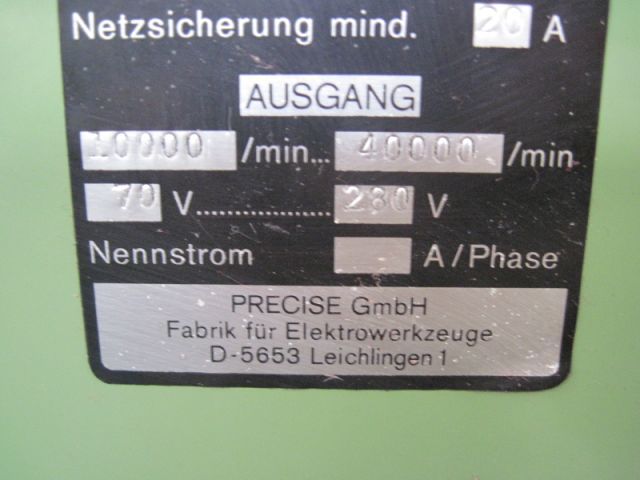 Netzsicherung mind. 20 A
AUSGANG
10000 /min... 40000 /min
70 V.................... 280 V
Nennstrom A/Phase
PRECISE GmbH
Fabrik für Elektrowerkzeuge
D-5653 Leichlingen 1